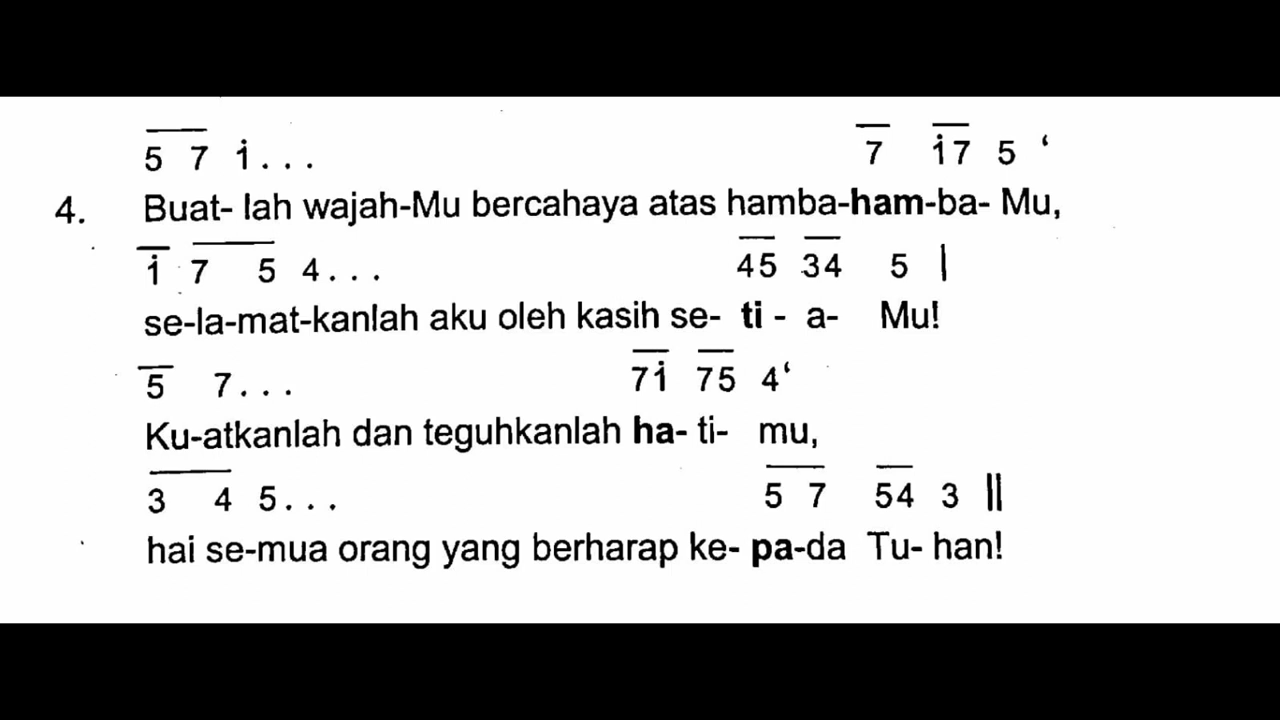 5 7 1̇ . . . 7 1̇7 5 ‘
4. Buat- lah wajah-Mu bercahaya atas hamba-ham-ba- Mu,
1̇ 7 5 4 . . . 45 34 5 |
se-la-mat-kanlah aku oleh kasih se- ti - a- Mu!
5 7 . . . 71̇ 75 4‘
Ku-atkanlah dan teguhkanlah ha- ti- mu,
3 4 5 . . . 5 7 54 3 ||
hai se-mua orang yang berharap ke- pa-da Tu- han!